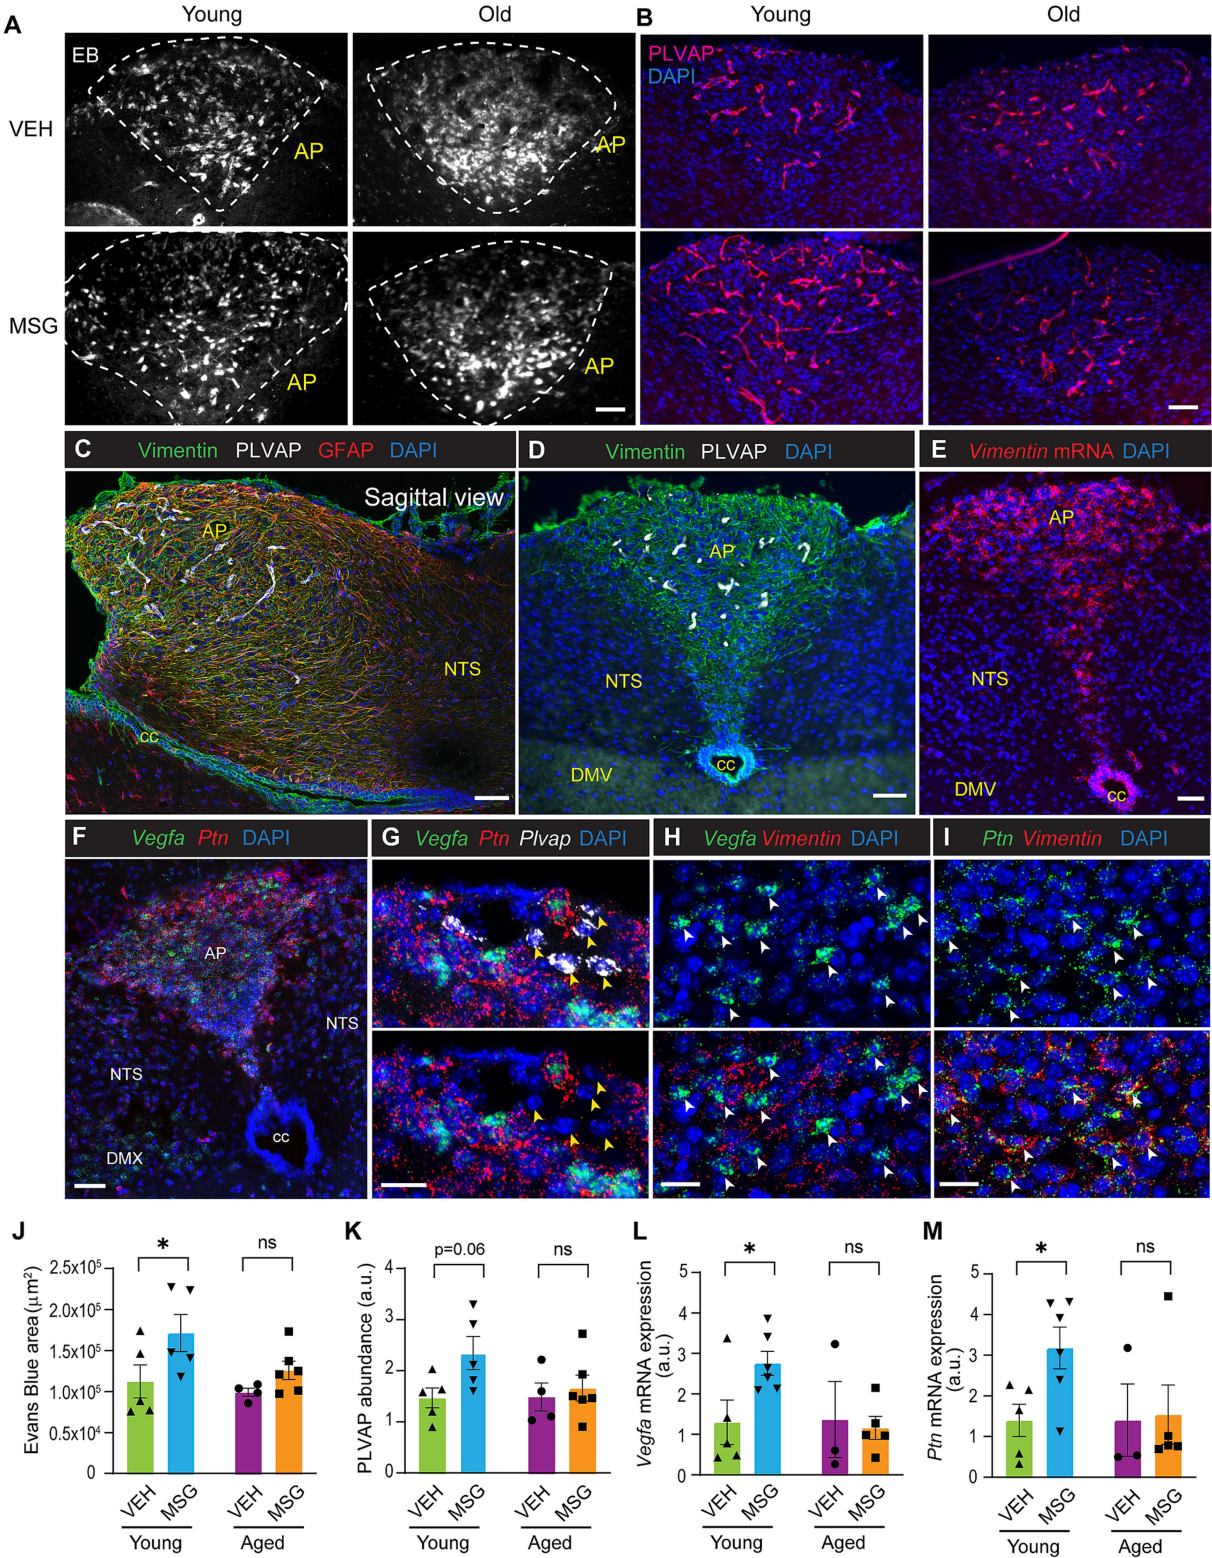 A
Young
Old
B
Young
Old
EB
PLVAP
DAPI
VEH
AP
AP
MSG
AP
AP
C Vimentin PLVAP GFAP DAPI
D Vimentin PLVAP DAPI
E Vimentin mRNA DAPI
Sagittal view
AP
AP
AP
NTS
NTS
NTS
cc
cc
cc
DMV
DMV
F Vegfa Ptn DAPI
G Vegfa Ptn Plvap DAPI
H Vegfa Vimentin DAPI
I Ptn Vimentin DAPI
AP
NTS
NTS
cc
DMX
J
Evans Blue area (μm²)
2.5x10⁵
2.0x10⁵
1.5x10⁵
1.0x10⁵
0.5x10⁴
0
*
ns
VEH
MSG
VEH
MSG
Young
Aged
K
PLVAP abundance (a.u.)
4
3
2
1
0
p=0.06
ns
VEH
MSG
VEH
MSG
Young
Aged
L
Vegfa mRNA expression
(a.u.)
5
4
3
2
1
0
*
ns
VEH
MSG
VEH
MSG
Young
Aged
M
Ptn mRNA expression
(a.u.)
5
4
3
2
1
0
*
ns
VEH
MSG
VEH
MSG
Young
Aged